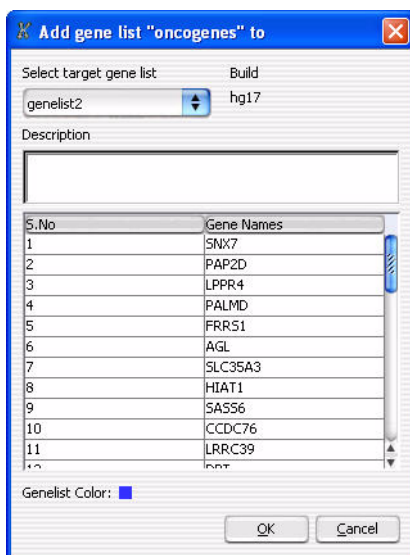 Add gene list "oncogenes" to
Select target gene list Build
genelist2 hg17
Description
S.No Gene Names
1 SNX7
2 PAP2D
3 LPPR4
4 PALMD
5 FRRS1
6 AGL
7 SLC35A3
8 HIAT1
9 SASS6
10 CCDC76
11 LRRC39
Genelist Color:
OK Cancel